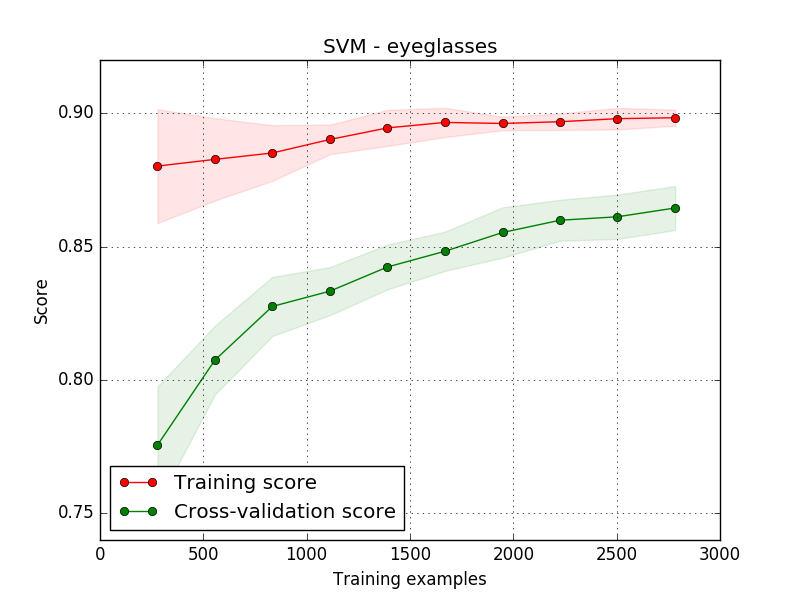 SVM - eyeglasses
0.90
0.85
0.80
0.75
Score
Training score
Cross-validation score
0 500 1000 1500 2000 2500 3000
Training examples